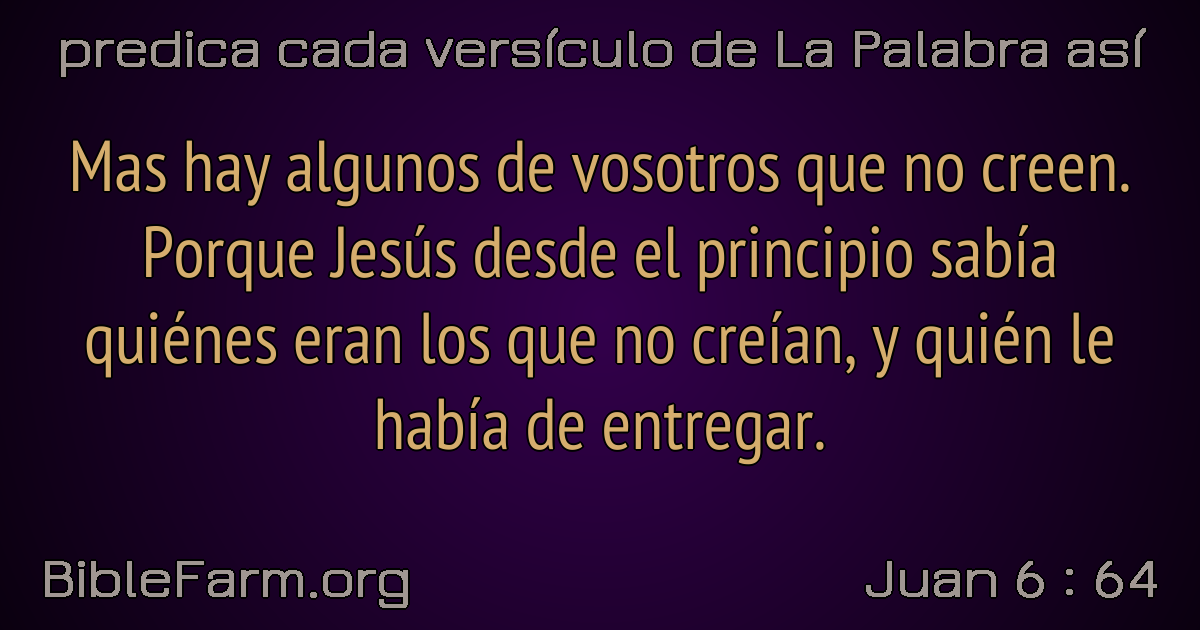 predica cada versículo de La Palabra así
Mas hay algunos de vosotros que no creen.
Porque Jesús desde el principio sabía
quiénes eran los que no creían, y quién le
había de entregar.
BibleFarm.org
Juan 6 : 64